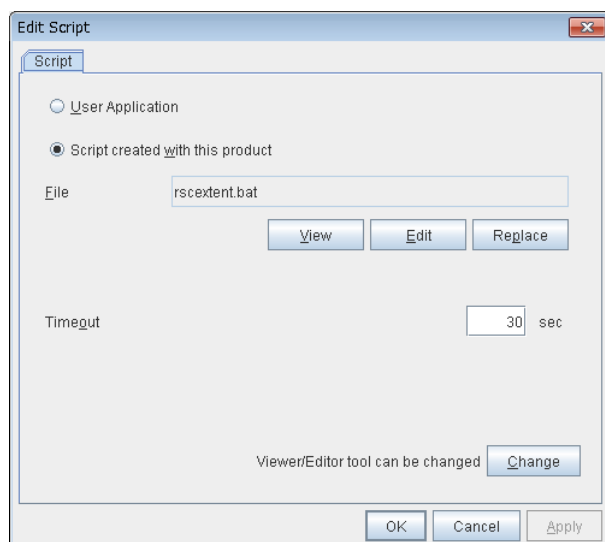 Edit Script
Script
User Application
Script created with this product
File rscextent.bat
View Edit Replace
Timeout 30 sec
Viewer/Editor tool can be changed Change
OK Cancel Apply